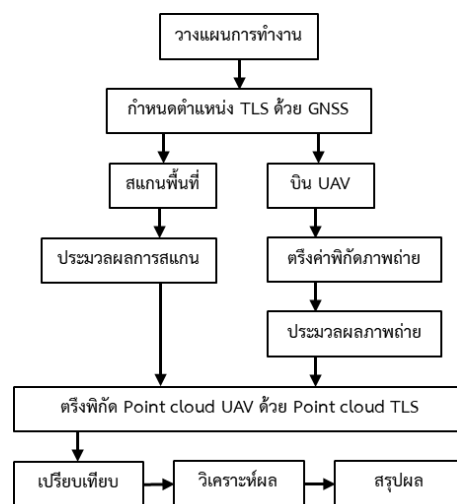 วางแผนการทำงาน
กำหนดตำแหน่ง TLS ด้วย GNSS
สแกนพื้นที่
บิน UAV
ประมวลผลการสแกน
ตรึงค่าพิกัดภาพถ่าย
ประมวลผลภาพถ่าย
ตรึงพิกัด Point cloud UAV ด้วย Point cloud TLS
เปรียบเทียบ
วิเคราะห์ผล
สรุปผล